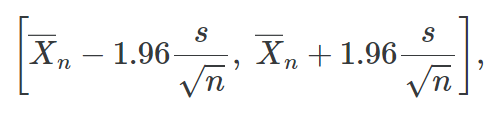 [X̅ₙ − 1.96 s/√n, X̅ₙ + 1.96 s/√n],